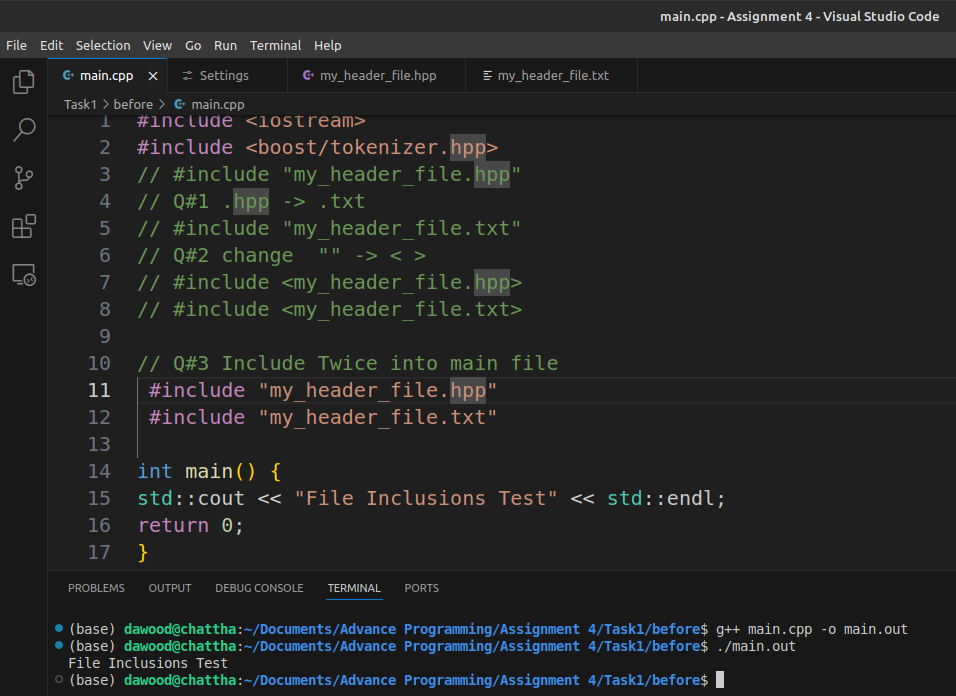 main.cpp - Assignment 4 - Visual Studio Code
File Edit Selection View Go Run Terminal Help
main.cpp Settings my_header_file.hpp my_header_file.txt
Task1 > before > main.cpp
1 #include <iostream>
2 #include <boost/tokenizer.hpp>
3 // #include "my_header_file.hpp"
4 // Q#1 .hpp -> .txt
5 // #include "my_header_file.txt"
6 // Q#2 change  "" -> < >
7 // #include <my_header_file.hpp>
8 // #include <my_header_file.txt>
9
10 // Q#3 Include Twice into main file
11  #include "my_header_file.hpp"
12  #include "my_header_file.txt"
13
14 int main() {
15 std::cout << "File Inclusions Test" << std::endl;
16 return 0;
17 }
PROBLEMS OUTPUT DEBUG CONSOLE TERMINAL PORTS
(base) dawood@chattha:~/Documents/Advance Programming/Assignment 4/Task1/before$ g++ main.cpp -o main.out
(base) dawood@chattha:~/Documents/Advance Programming/Assignment 4/Task1/before$ ./main.out
File Inclusions Test
(base) dawood@chattha:~/Documents/Advance Programming/Assignment 4/Task1/before$